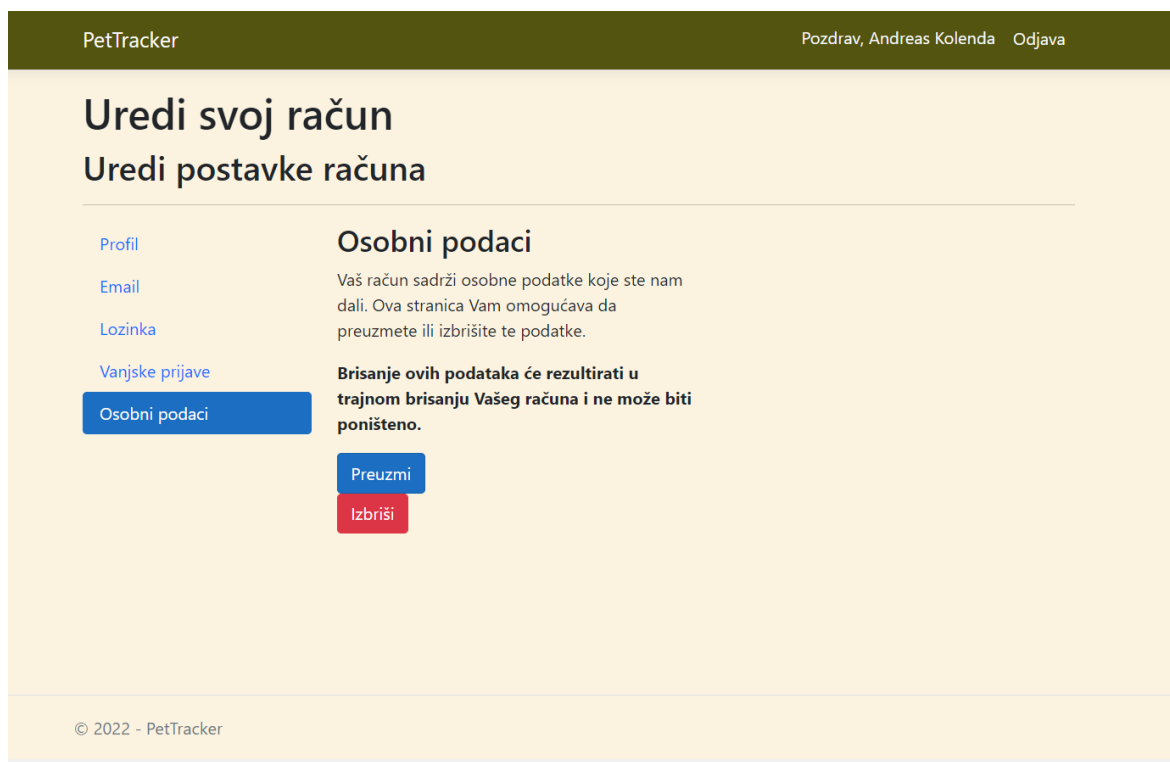 PetTracker
Pozdrav, Andreas Kolenda
Odjava
Uredi svoj račun
Uredi postavke računa
Profil
Email
Lozinka
Vanjske prijave
Osobni podaci
Osobni podaci
Vaš račun sadrži osobne podatke koje ste nam
dali. Ova stranica Vam omogućava da
preuzmete ili izbrišite te podatke.
Brisanje ovih podataka će rezultirati u
trajnom brisanju Vašeg računa i ne može biti
poništeno.
Preuzmi
Izbriši
© 2022 - PetTracker